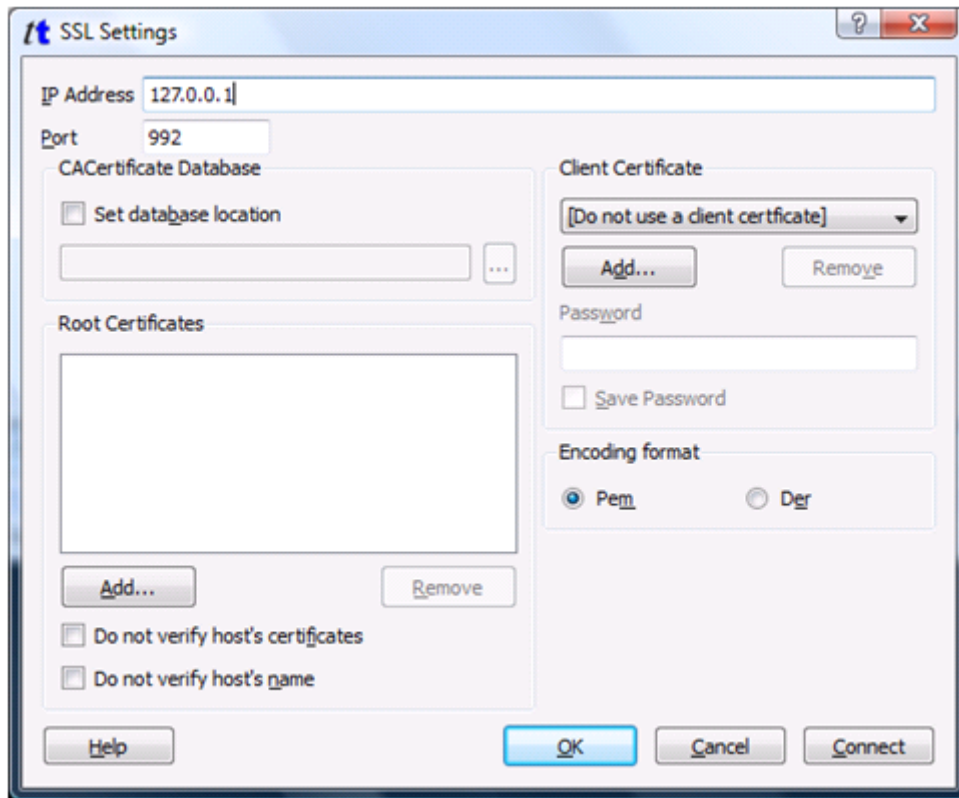 tt SSL Settings
IP Address 127.0.0.1
Port 992
CACertificate Database
Set database location
...
Root Certificates
Add...
Remove
Do not verify host's certificates
Do not verify host's name
Client Certificate
[Do not use a client certficate]
Add...
Remove
Password
Save Password
Encoding format
Pem
Der
Help
OK
Cancel
Connect